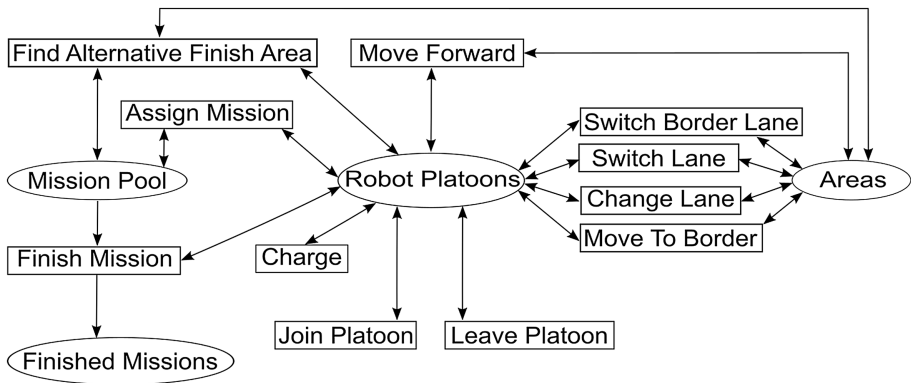 Find Alternative Finish Area
Move Forward
Assign Mission
Switch Border Lane
Switch Lane
Mission Pool
Robot Platoons
Areas
Change Lane
Move To Border
Finish Mission
Charge
Join Platoon
Leave Platoon
Finished Missions